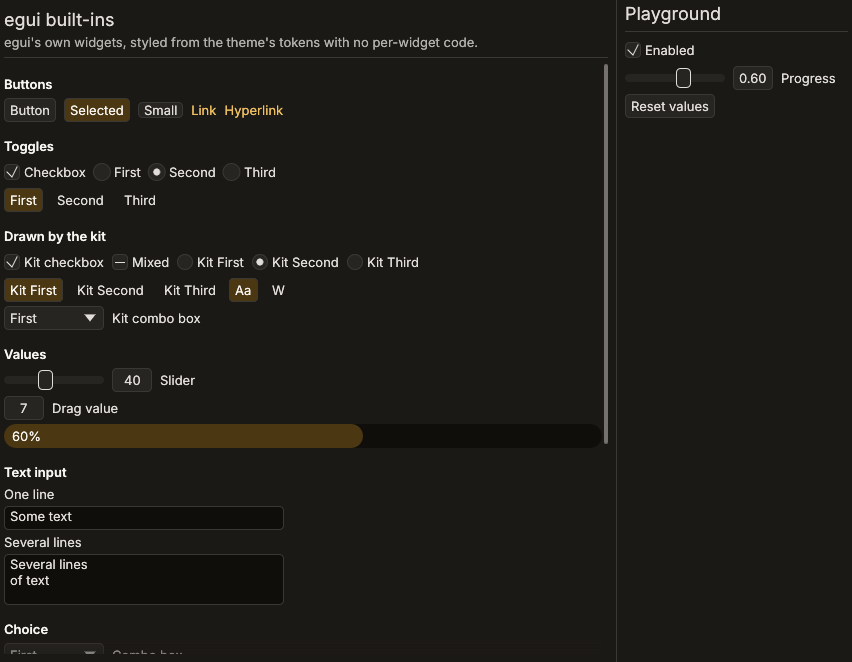 egui built-ins
egui's own widgets, styled from the theme's tokens with no per-widget code.
Buttons
Button Selected Small Link Hyperlink
Toggles
Checkbox First Second Third
First Second Third
Drawn by the kit
Kit checkbox Mixed Kit First Kit Second Kit Third
Kit First Kit Second Kit Third Aa W
First Kit combo box
Values
40 Slider
7 Drag value
60%
Text input
One line
Some text
Several lines
Several lines
of text
Choice
First Combo box
Playground
Enabled
0.60 Progress
Reset values